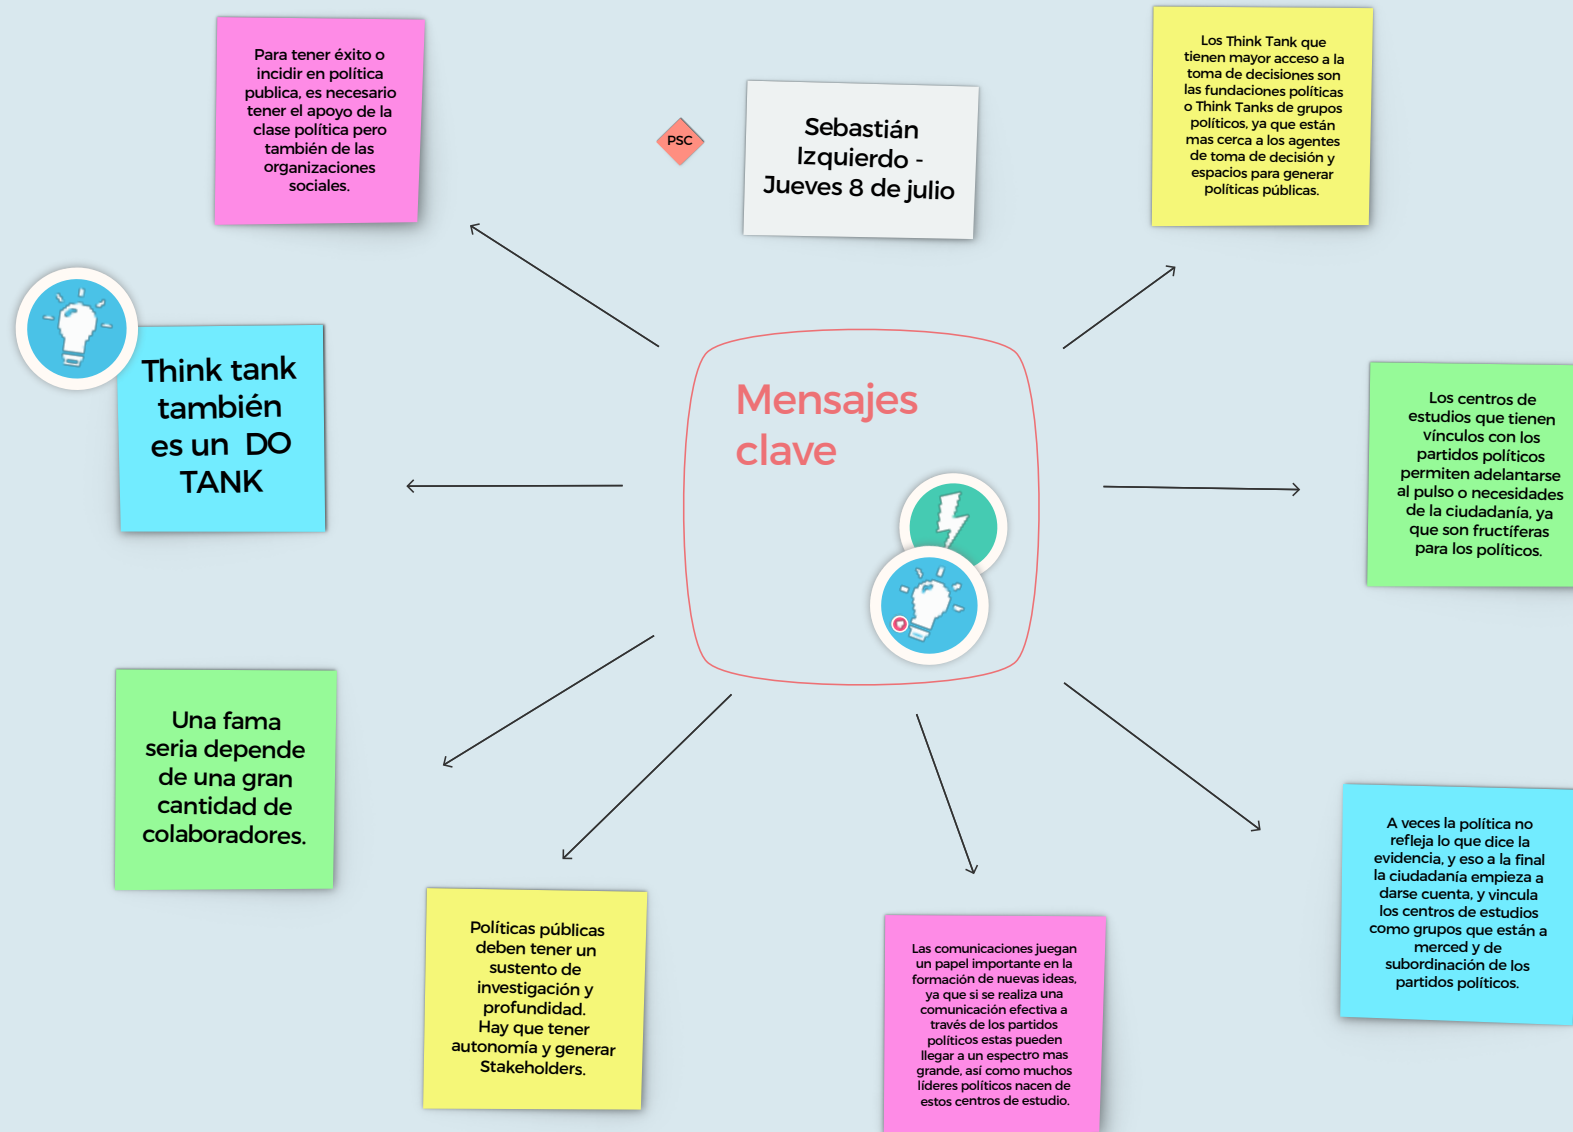 Para tener éxito o
incidir en política
publica, es necesario
tener el apoyo de la
clase política pero
también de las
organizaciones
sociales.
PSC
Sebastián
Izquierdo -
Jueves 8 de julio
Los Think Tank que
tienen mayor acceso a la
toma de decisiones son
las fundaciones políticas
o Think Tanks de grupos
políticos, ya que están
mas cerca a los agentes
de toma de decisión y
espacios para generar
políticas públicas.
Think tank
también
es un DO
TANK
Mensajes
clave
Los centros de
estudios que tienen
vínculos con los
partidos políticos
permiten adelantarse
al pulso o necesidades
de la ciudadanía, ya
que son fructíferas
para los políticos.
Una fama
seria depende
de una gran
cantidad de
colaboradores.
Políticas públicas
deben tener un
sustento de
investigación y
profundidad.
Hay que tener
autonomía y generar
Stakeholders.
Las comunicaciones juegan
un papel importante en la
formación de nuevas ideas,
ya que si se realiza una
comunicación efectiva a
través de los partidos
políticos estas pueden
llegar a un espectro mas
grande, así como muchos
líderes políticos nacen de
estos centros de estudio.
A veces la política no
refleja lo que dice la
evidencia, y eso a la final
la ciudadanía empieza a
darse cuenta, y vincula
los centros de estudios
como grupos que están a
merced y de
subordinación de los
partidos políticos.